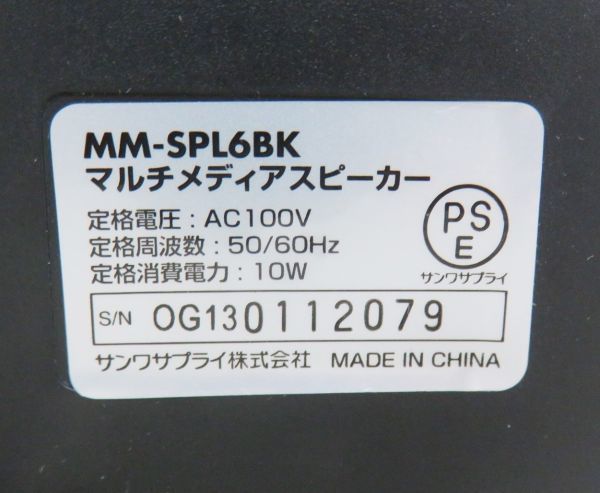 MM-SPL6BK
マルチメディアスピーカー
定格電圧：AC100V
定格周波数：50/60Hz
定格消費電力：10W
PS
E
サンワサプライ
S/N OG130112079
サンワサプライ株式会社 MADE IN CHINA